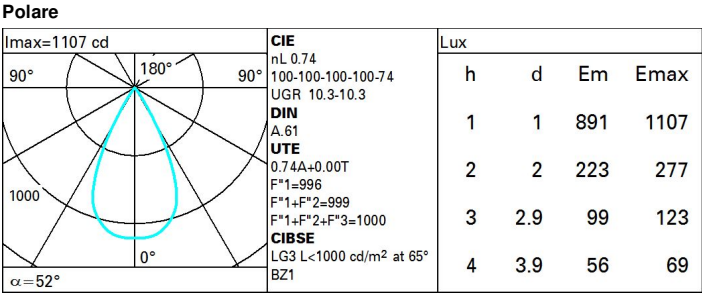 Polare
Imax=1107 cd
90° 180° 90°
1000
0°
α=52°
CIE
nL 0.74
100-100-100-100-74
UGR 10.3-10.3
DIN
A.61
UTE
0.74A+0.00T
F"1=996
F"1+F"2=999
F"1+F"2+F"3=1000
CIBSE
LG3 L<1000 cd/m² at 65°
BZ1
Lux
h d Em Emax
1 1 891 1107
2 2 223 277
3 2.9 99 123
4 3.9 56 69